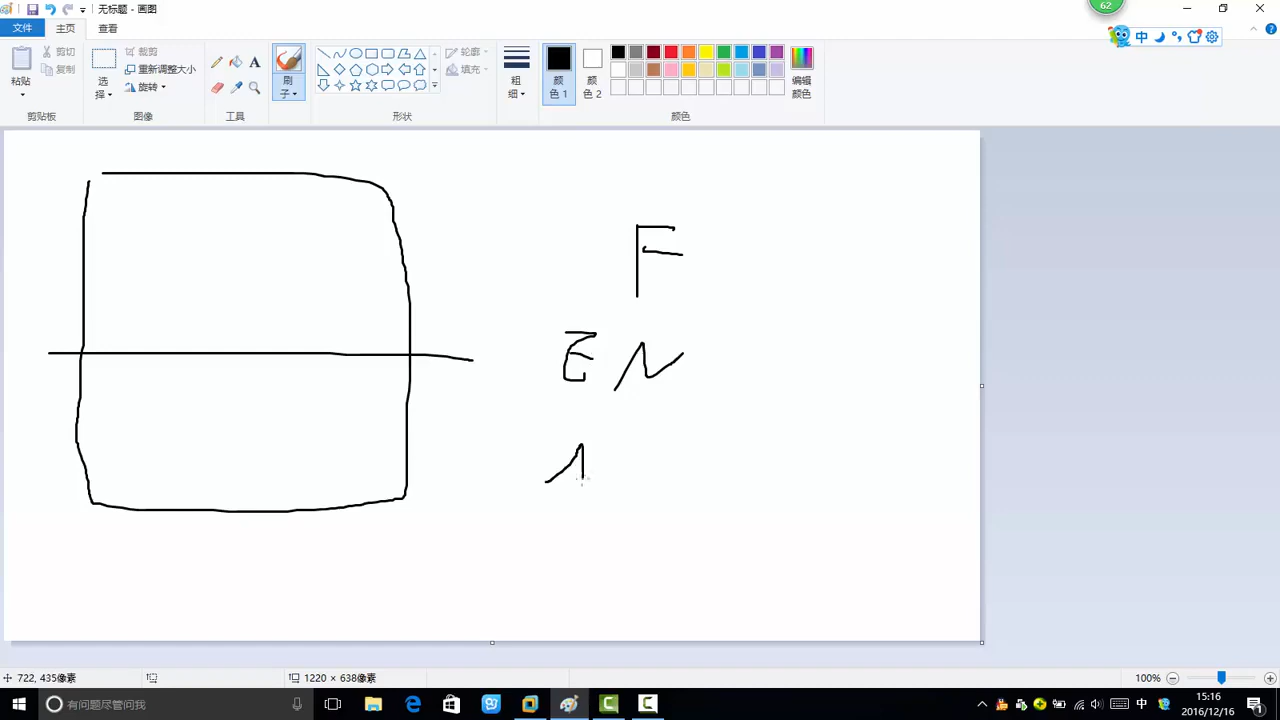 无标题 - 画图
62
文件 主页 查看
剪切 裁剪 轮廓 中
复制 重新调整大小 A 填充
粘贴 选择 旋转 刷子 粗细 颜色 1 颜色 2 编辑颜色
剪贴板 图像 工具 形状 颜色
F
E N
722, 435像素 1220 × 638像素 100%
有问题尽管问我 中 15:16
2016/12/16 1